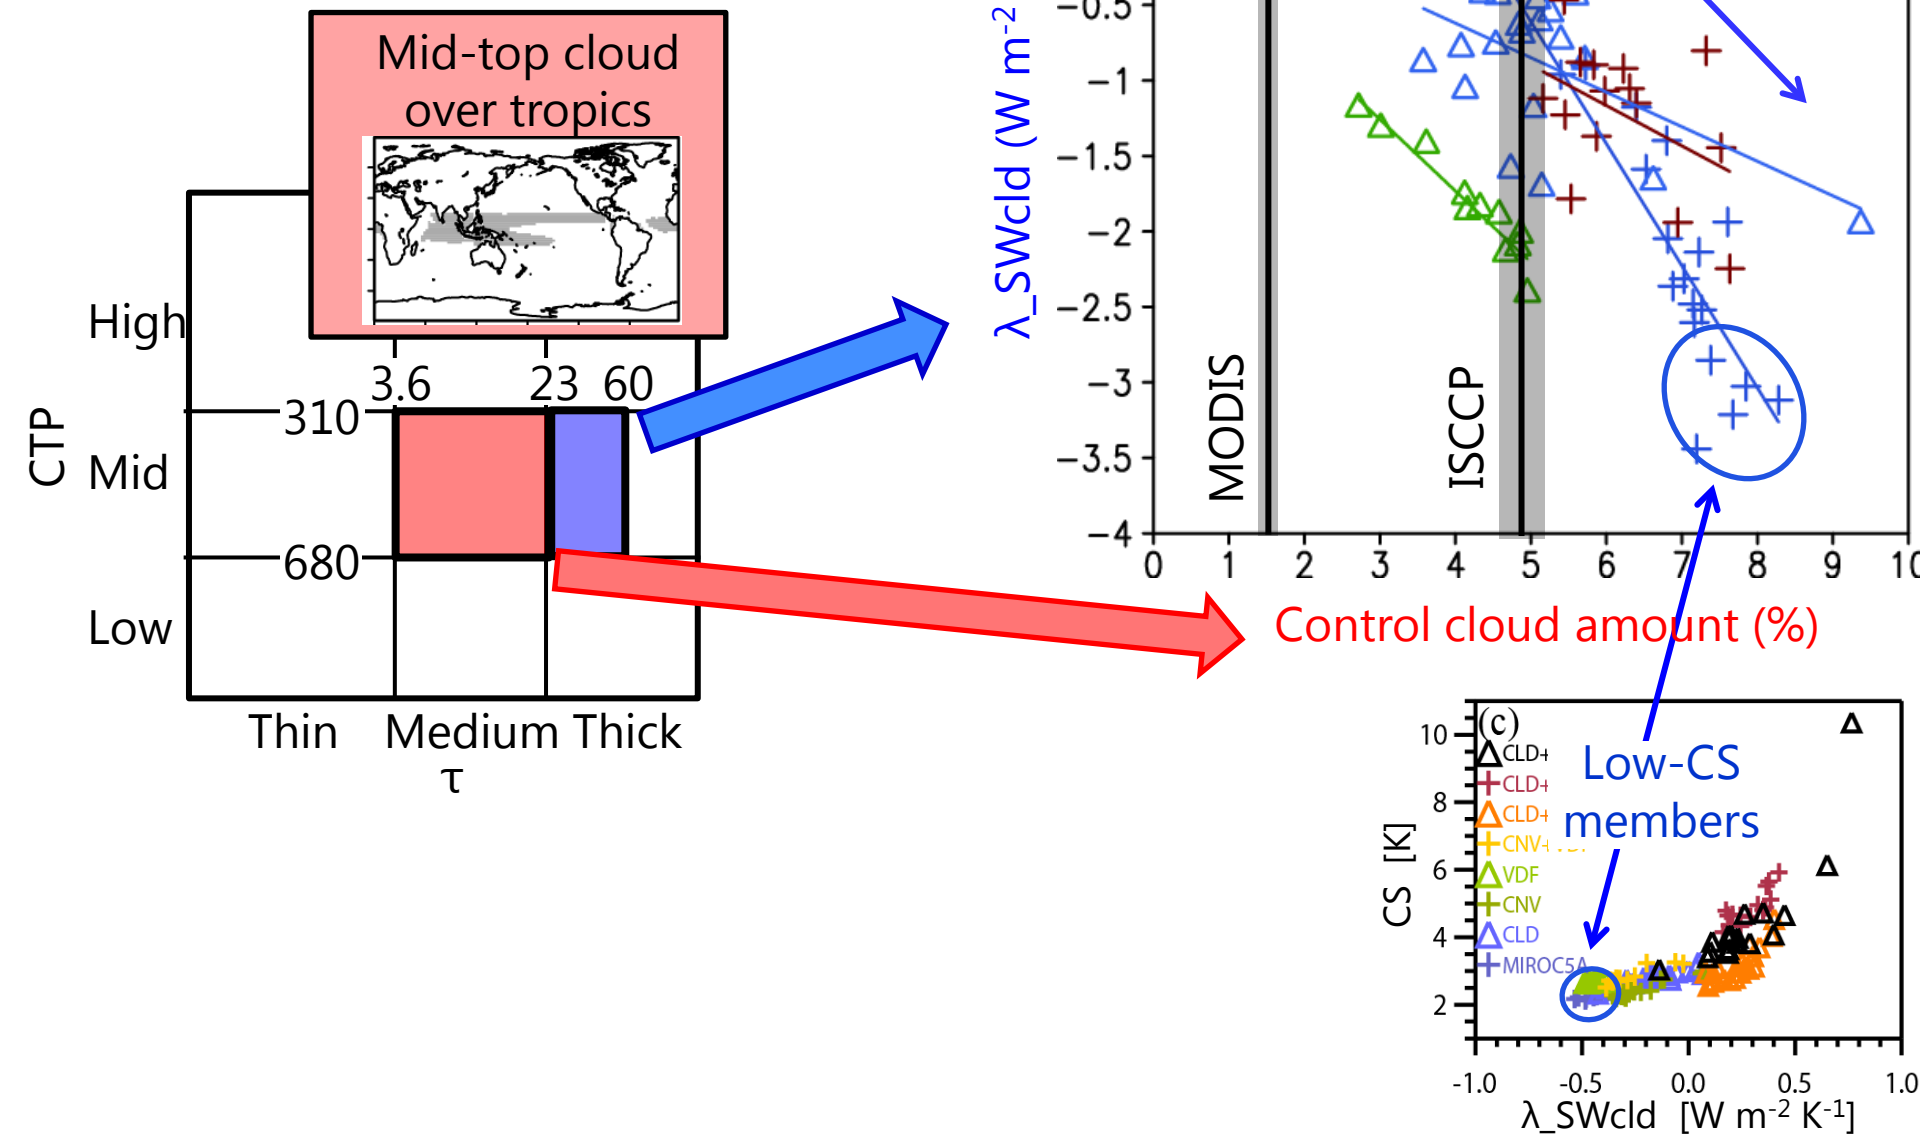 Mid-top cloud
over tropics
High
Mid
Low
CTP
3.6
23
60
310
680
Thin
Medium
Thick
τ
λ_SWcld (W m-2
−0.5
−1
−1.5
−2
−2.5
−3
−3.5
−4
MODIS
ISCCP
0 1 2 3 4 5 6 7 8 9 10
Control cloud amount (%)
(c)
10
8
6
4
2
CS [K]
CLD+
CLD+
CLD+
VDF
CNV
CLD
MIROC5A
Low-CS
members
-1.0 -0.5 0.0 0.5 1.0
λ_SWcld [W m-2 K-1]